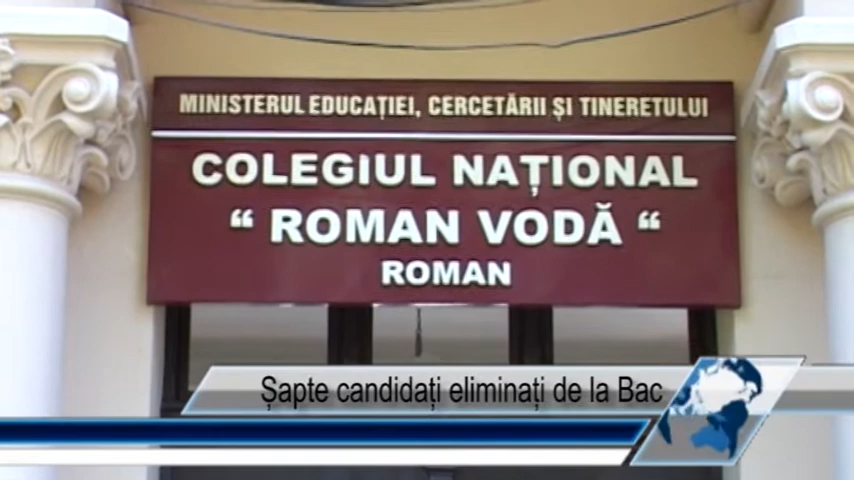 MINISTERUL EDUCAȚIEI, CERCETĂRII ȘI TINERETULUI
COLEGIUL NAȚIONAL
“ ROMAN VODĂ “
ROMAN
Șapte candidați eliminați de la Bac